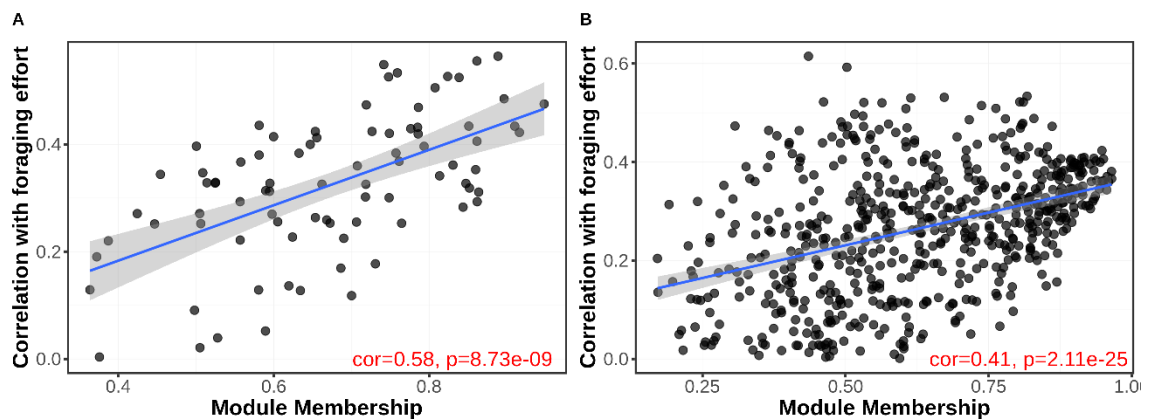 A
Correlation with foraging effort
0.4
0.2
0.0
cor=0.58, p=8.73e-09
0.4 0.6 0.8
Module Membership
B
Correlation with foraging effort
0.6
0.4
0.2
0.0
cor=0.41, p=2.11e-25
0.25 0.50 0.75 1.0
Module Membership